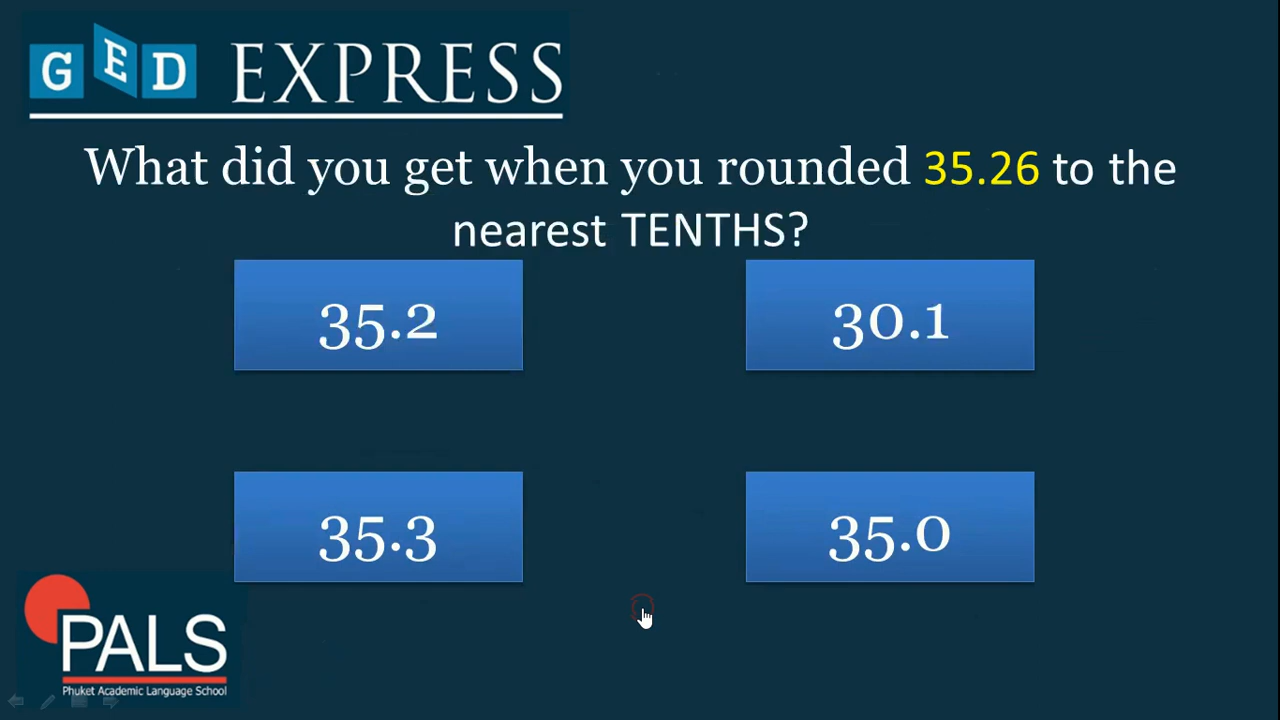 GED EXPRESS
What did you get when you rounded 35.26 to the
nearest TENTHS?
35.2
30.1
35.3
35.0
PALS
Phuket Academic Language School